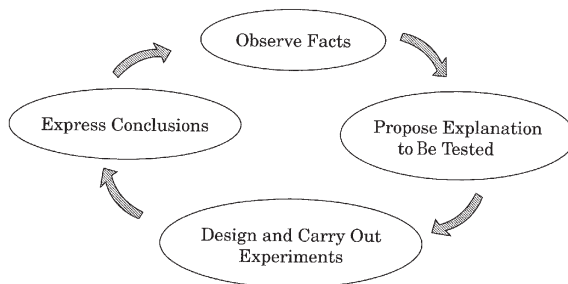 Observe Facts
Express Conclusions
Propose Explanation
to Be Tested
Design and Carry Out
Experiments